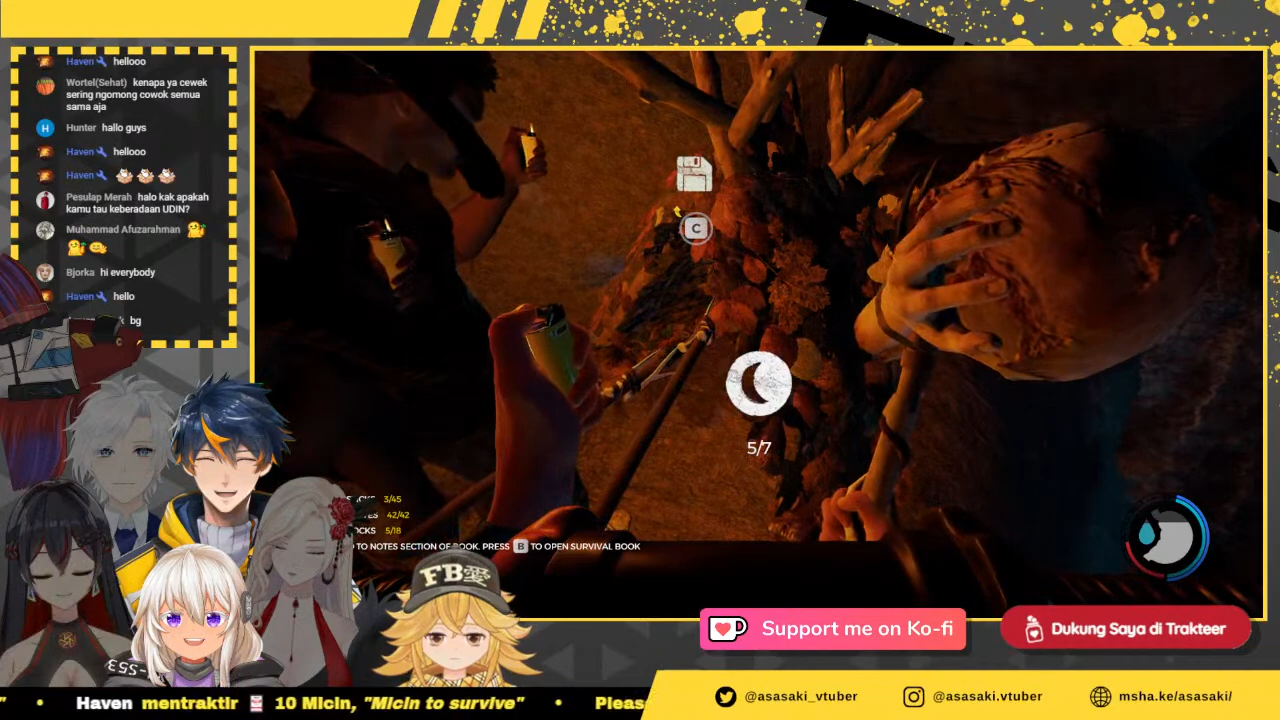 Haven hellooo
Wortel(Sehat) kenapa ya cewek
sering ngomong cowok semua
sama aja
H
Hunter hallo guys
Haven hellooo
Haven
Pesulap Merah halo kak apakah
kamu tau keberadaan UDIN?
Muhammad Afuzarahman
Bjorka hi everybody
Haven hello
bg
C
5/7
3/45
42/42
5/18
TO NOTES SECTION OF BOOK. PRESS B TO OPEN SURVIVAL BOOK
FB愛
553-
Support me on Ko-fi
Dukung Saya di Trakteer
" • Haven mentraktir 10 Micin, "Micin to survive" • Pleas
@asasaki_vtuber
@asasaki.vtuber
msha.ke/asasaki/